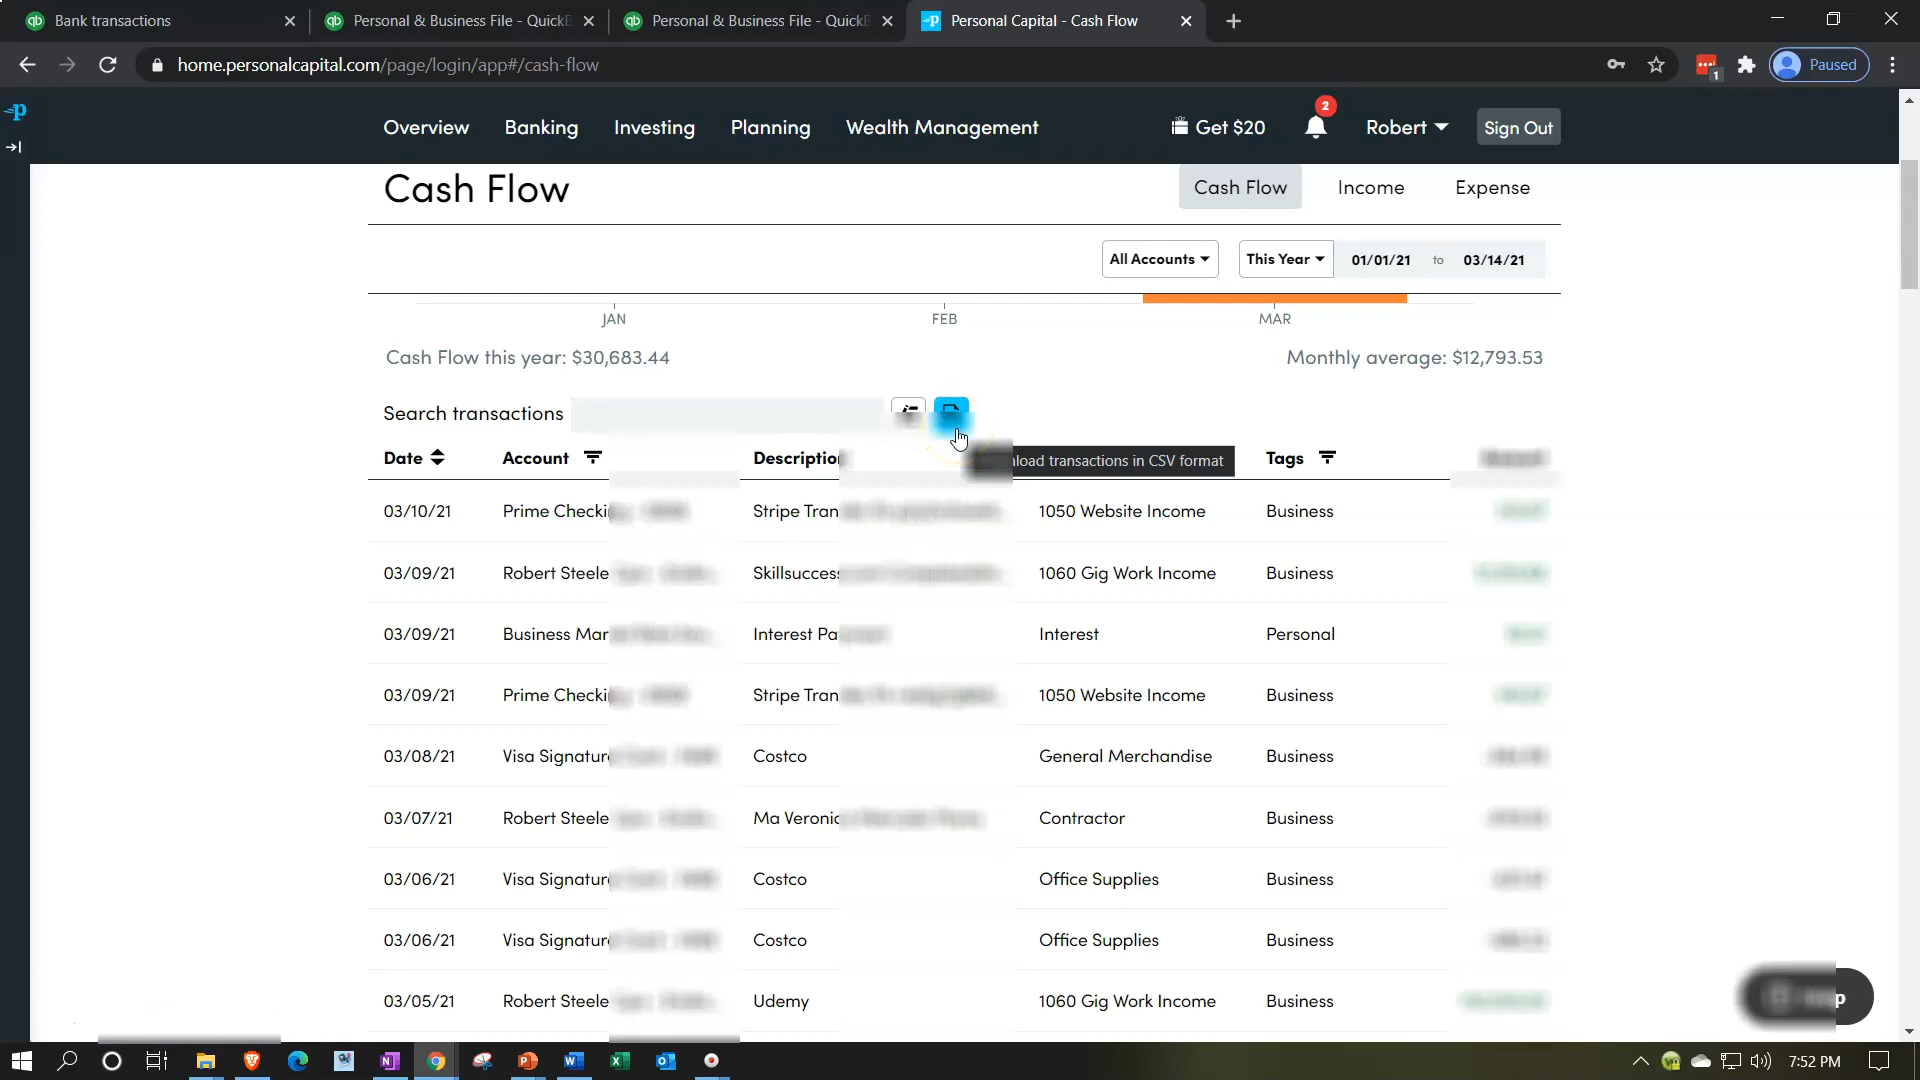 Bank transactions
Personal & Business File - QuickB
Personal & Business File - QuickB
Personal Capital - Cash Flow
home.personalcapital.com/page/login/app#/cash-flow
1
Paused
Overview Banking Investing Planning Wealth Management Get $20 2 Robert Sign Out
Cash Flow Cash Flow Income Expense
All Accounts This Year 01/01/21 to 03/14/21
JAN FEB MAR
Cash Flow this year: $30,683.44 Monthly average: $12,793.53
Search transactions
Date Account Description load transactions in CSV format Tags
03/10/21 Prime Checki Stripe Tran 1050 Website Income Business
03/09/21 Robert Steele Skillsuccess 1060 Gig Work Income Business
03/09/21 Business Mar Interest Pa Interest Personal
03/09/21 Prime Checki Stripe Tran 1050 Website Income Business
03/08/21 Visa Signatur Costco General Merchandise Business
03/07/21 Robert Steele Ma Veronic Contractor Business
03/06/21 Visa Signatur Costco Office Supplies Business
03/06/21 Visa Signatur Costco Office Supplies Business
03/05/21 Robert Steele Udemy 1060 Gig Work Income Business
7:52 PM